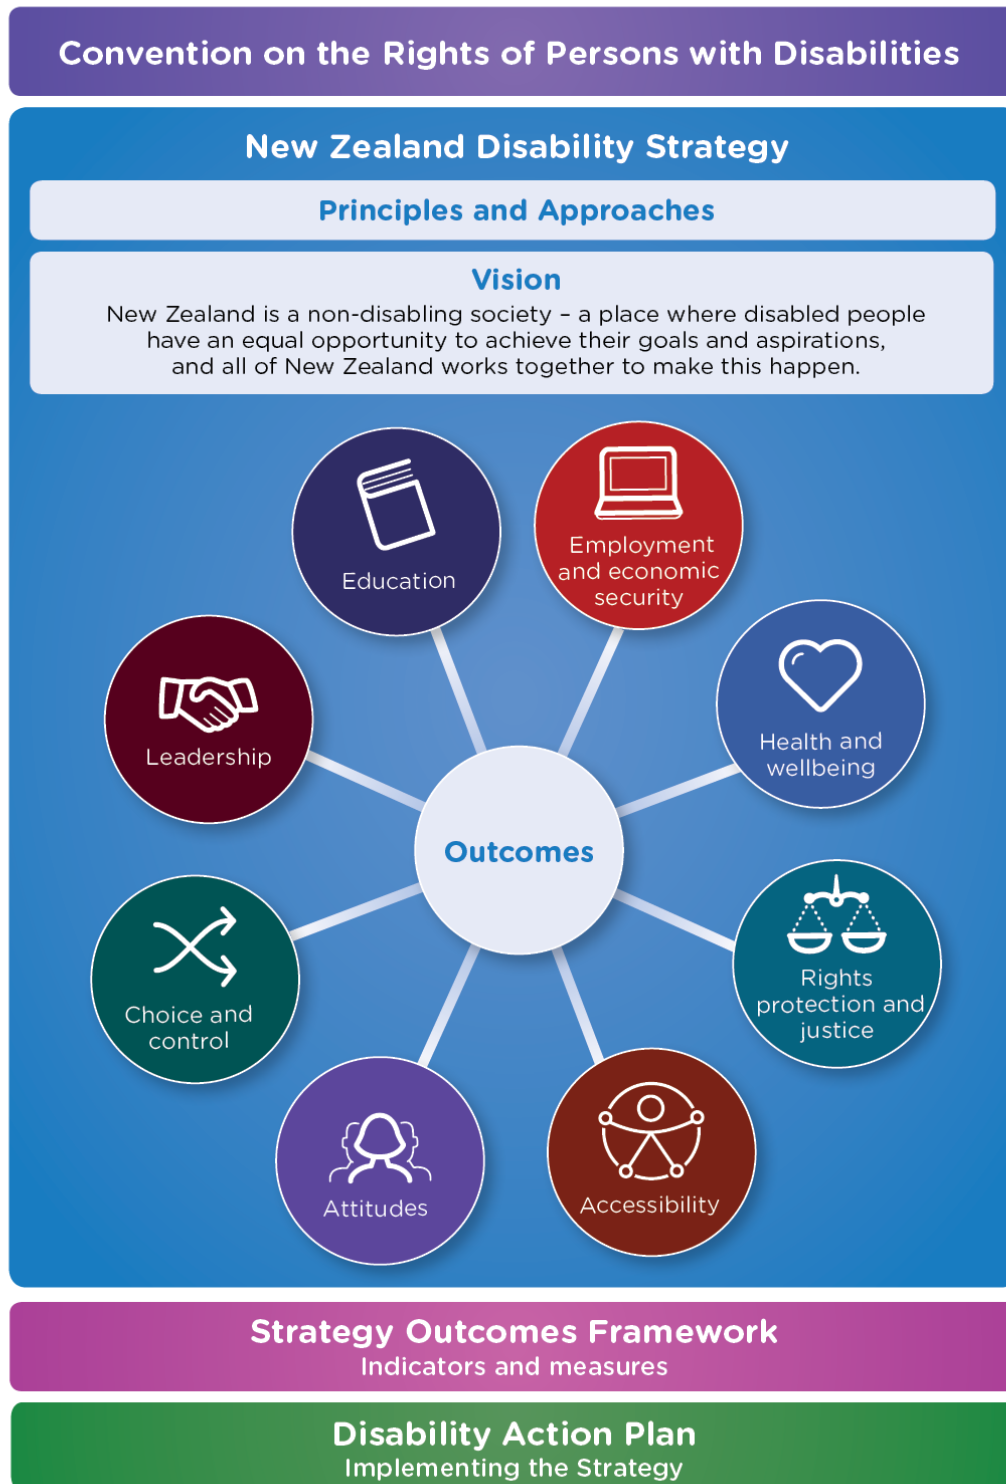 Convention on the Rights of Persons with Disabilities
New Zealand Disability Strategy
Principles and Approaches
Vision
New Zealand is a non-disabling society – a place where disabled people
have an equal opportunity to achieve their goals and aspirations,
and all of New Zealand works together to make this happen.
Education
Employment
and economic
security
Health and
wellbeing
Rights
protection and
justice
Accessibility
Attitudes
Choice and
control
Leadership
Outcomes
Strategy Outcomes Framework
Indicators and measures
Disability Action Plan
Implementing the Strategy